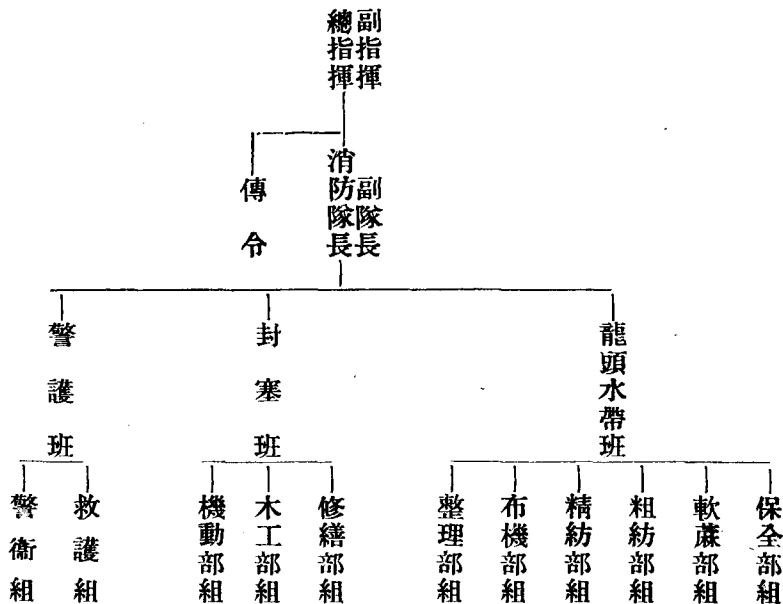 副指揮
總指揮
副隊長
消防隊長
傳令
龍頭水帶班
封塞班
警護班
保全部組
軟蔴部組
粗紡部組
精紡部組
布機部組
整理部組
修繕部組
木工部組
機動部組
救護組
警衞組